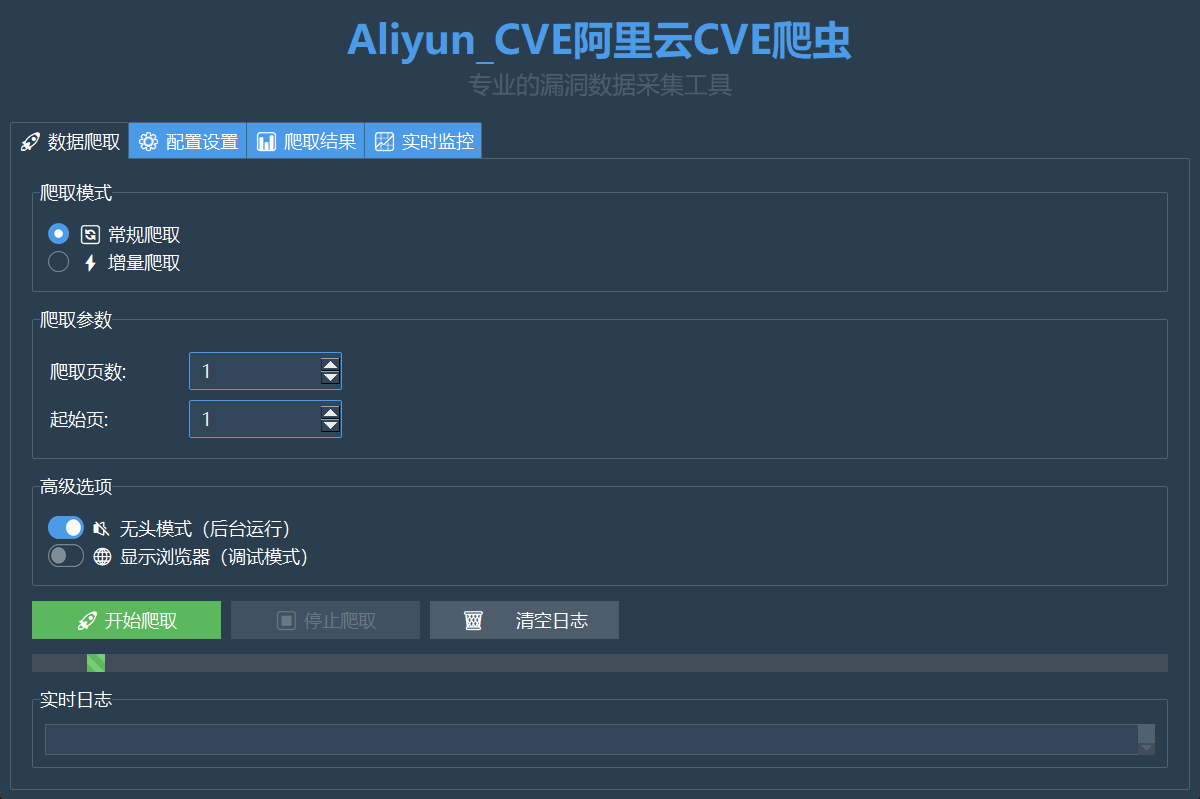 Aliyun_CVE阿里云CVE爬虫
专业的漏洞数据采集工具
数据爬取 配置设置 爬取结果 实时监控
爬取模式
常规爬取
增量爬取
爬取参数
爬取页数: 1
起始页: 1
高级选项
无头模式（后台运行）
显示浏览器（调试模式）
开始爬取 停止爬取 清空日志
实时日志